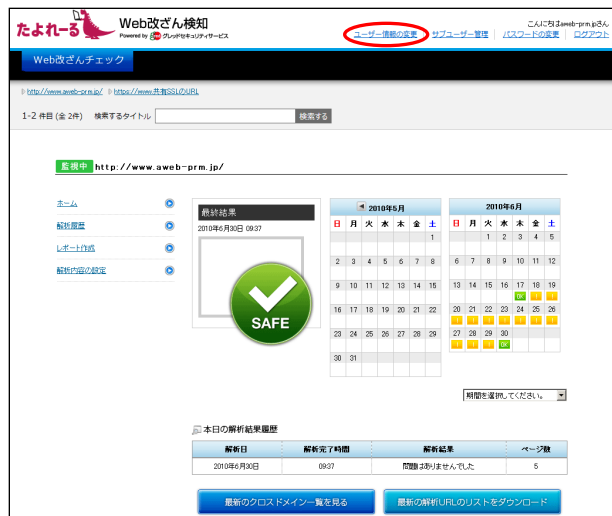 たよれーる Web改ざん検知
Powered by グレッドセキュリティサービス
こんにちはaweb-prm.jpさん
ユーザー情報の変更 サブユーザー管理 | パスワードの変更 | ログアウト
Web改ざんチェック
http://www.aweb-prm.jp/ https://www.共有SSLのURL
1-2 件目 (全 2件) 検索するタイトル 検索する
監視中 http://www.aweb-prm.jp/
ホーム
解析履歴
レポート作成
解析内容の設定
最終結果
2010年6月30日 09:37
SAFE
2010年5月
日 月 火 水 木 金 土
1
2 3 4 5 6 7 8
9 10 11 12 13 14 15
16 17 18 19 20 21 22
23 24 25 26 27 28 29
30 31
2010年6月
日 月 火 水 木 金 土
1 2 3 4 5
6 7 8 9 10 11 12
13 14 15 16 17 18 19
OK ! !
20 21 22 23 24 25 26
! ! ! ! ! ! !
27 28 29 30
! ! ! OK
期間を選択してください。
本日の解析結果履歴
解析日 解析完了時間 解析結果 ページ数
2010年6月30日 09:37 問題はありませんでした 5
最新のクロスドメイン一覧を見る 最新の解析URLのリストをダウンロード